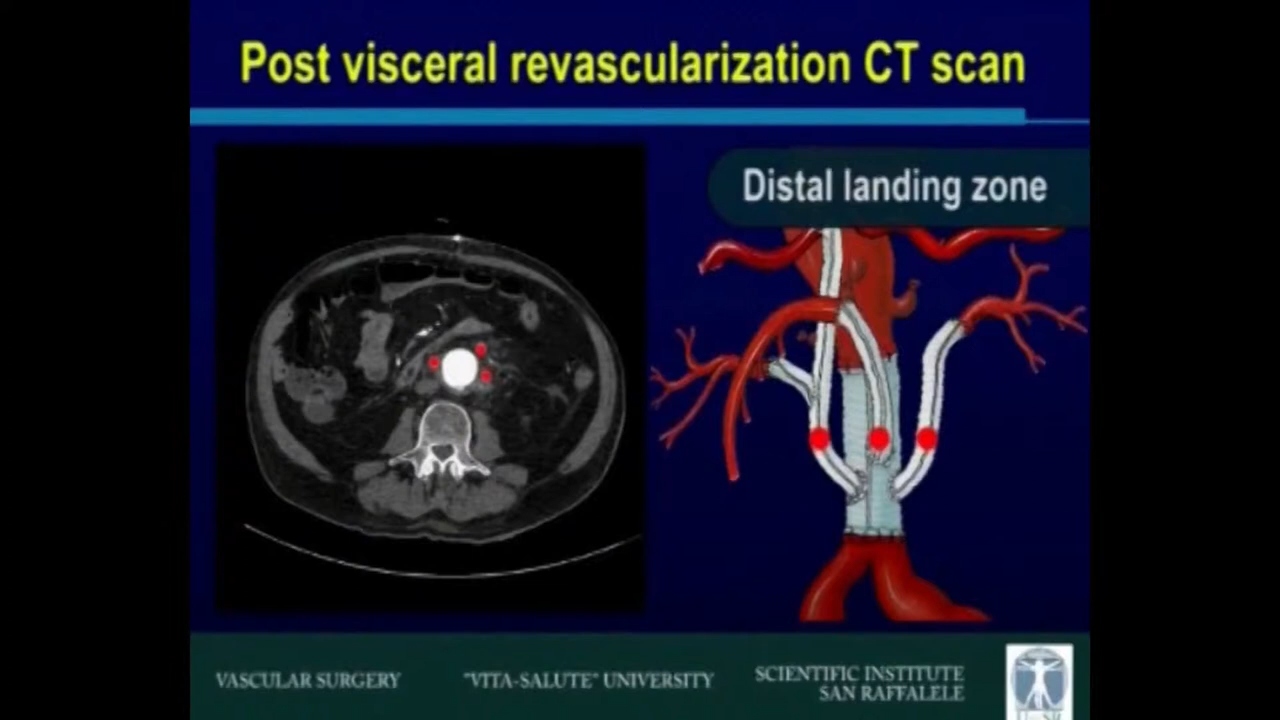 Post visceral revascularization CT scan
Distal landing zone
VASCULAR SURGERY
"VITA-SALUTE" UNIVERSITY
SCIENTIFIC INSTITUTE
SAN RAFFALELE